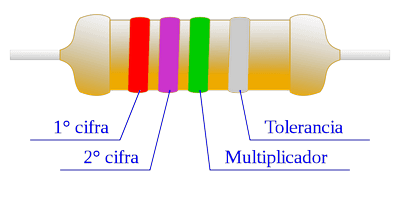 1° cifra
Tolerancia
2° cifra
Multiplicador